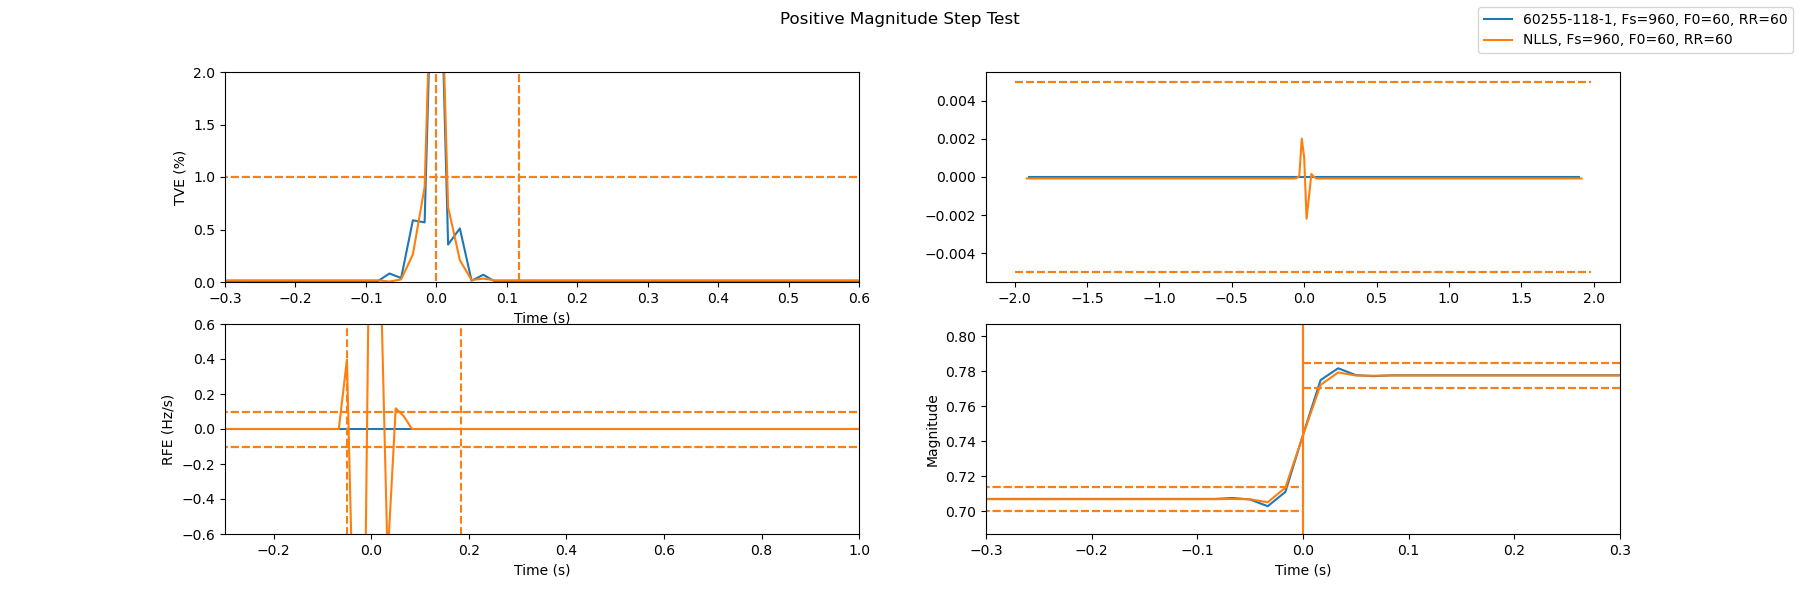 Positive Magnitude Step Test
60255-118-1, Fs=960, F0=60, RR=60
NLLS, Fs=960, F0=60, RR=60
2.0
1.5
1.0
0.5
0.0
TVE (%)
−0.3 −0.2 −0.1 0.0 0.1 0.2 0.3 0.4 0.5 0.6
Time (s)
0.004
0.002
0.000
−0.002
−0.004
−2.0 −1.5 −1.0 −0.5 0.0 0.5 1.0 1.5 2.0
0.6
0.4
0.2
0.0
−0.2
−0.4
−0.6
RFE (Hz/s)
−0.2 0.0 0.2 0.4 0.6 0.8 1.0
Time (s)
0.80
0.78
0.76
0.74
0.72
0.70
Magnitude
−0.3 −0.2 −0.1 0.0 0.1 0.2 0.3
Time (s)